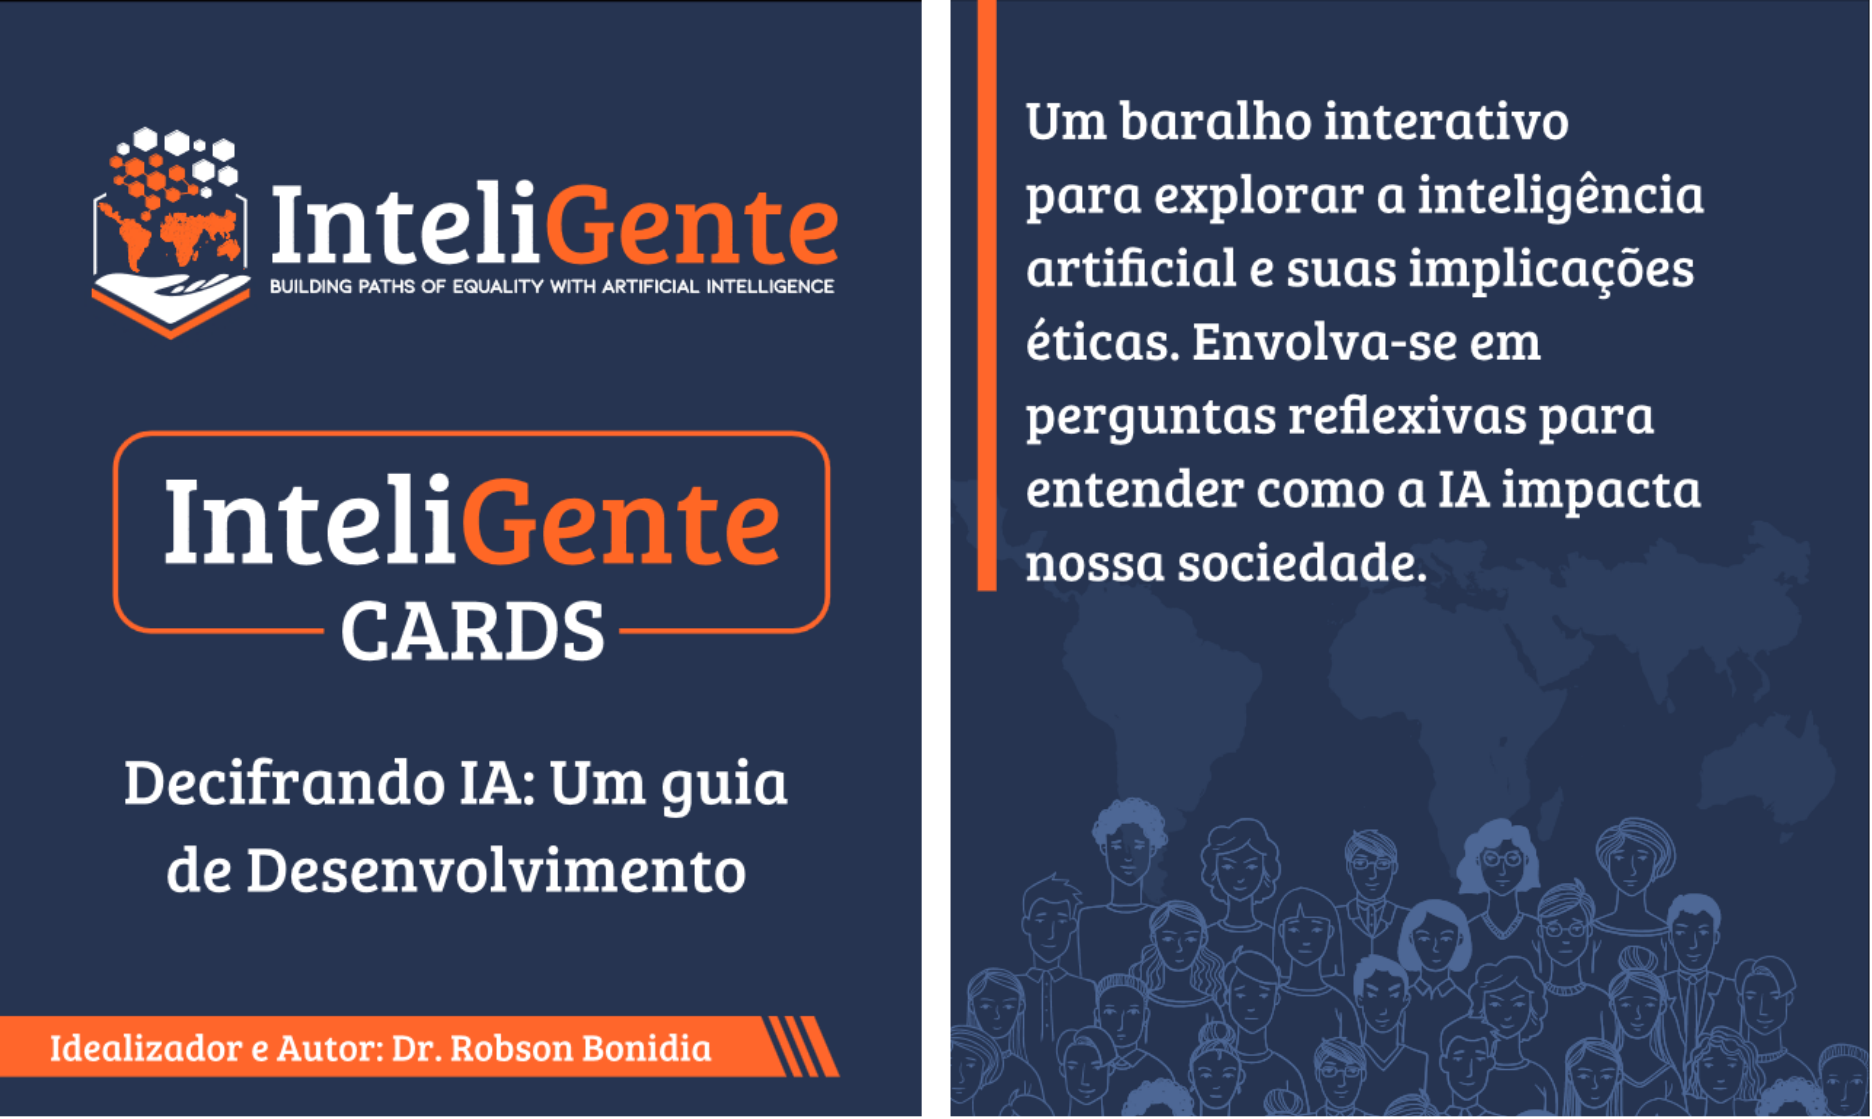 InteliGente
BUILDING PATHS OF EQUALITY WITH ARTIFICIAL INTELLIGENCE
InteliGente
CARDS
Decifrando IA: Um guia
de Desenvolvimento
Idealizador e Autor: Dr. Robson Bonidia
Um baralho interativo
para explorar a inteligência
artificial e suas implicações
éticas. Envolva-se em
perguntas reflexivas para
entender como a IA impacta
nossa sociedade.